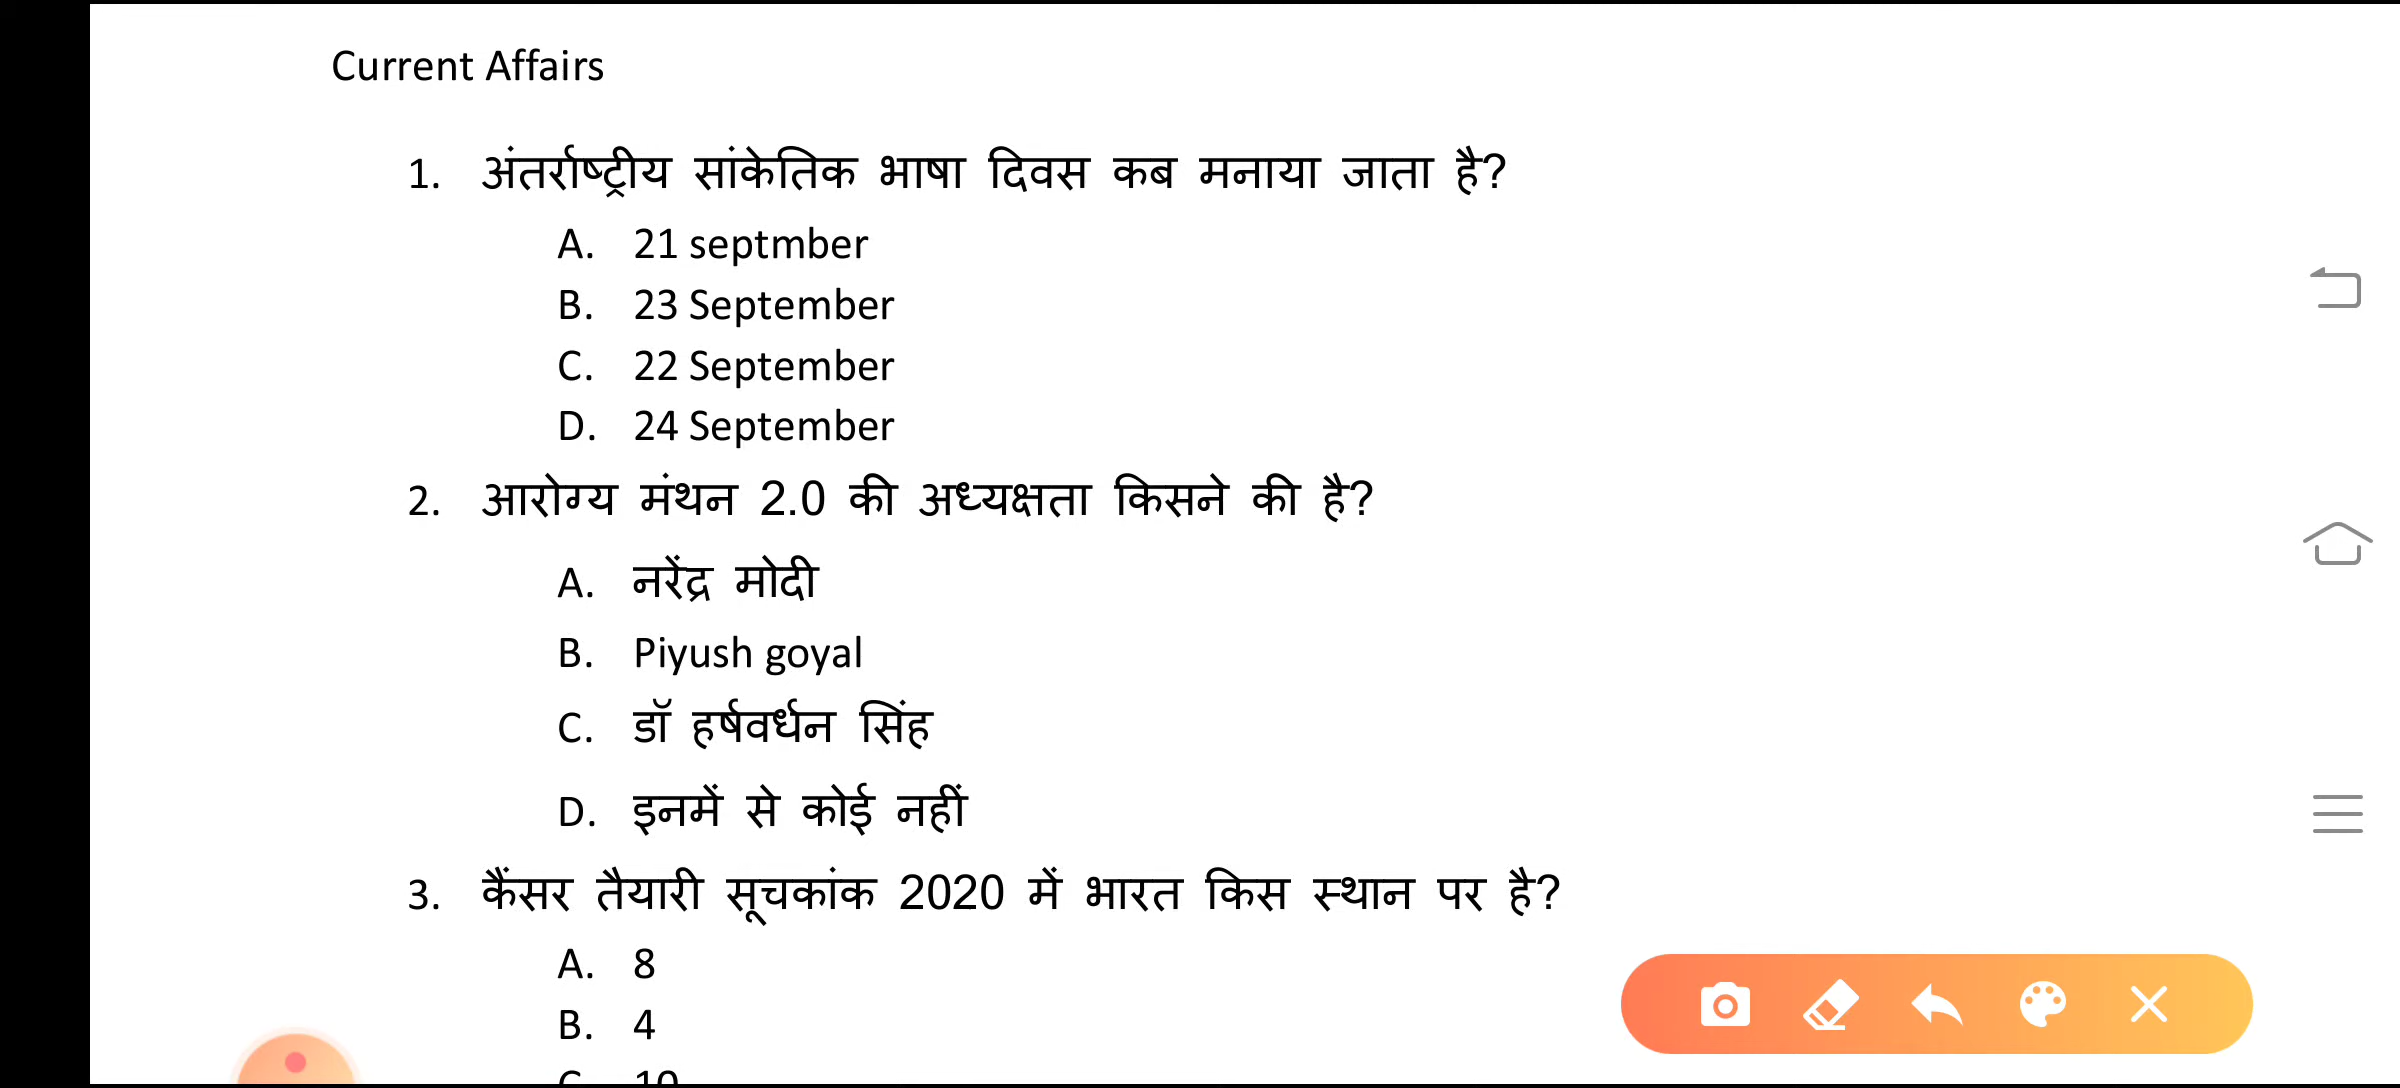 Current Affairs
1. अंतर्राष्ट्रीय सांकेतिक भाषा दिवस कब मनाया जाता है?
A. 21 septmber
B. 23 September
C. 22 September
D. 24 September
2. आरोग्य मंथन 2.0 की अध्यक्षता किसने की है?
A. नरेंद्र मोदी
B. Piyush goyal
C. डॉ हर्षवर्धन सिंह
D. इनमें से कोई नहीं
3. कैंसर तैयारी सूचकांक 2020 में भारत किस स्थान पर है?
A. 8
B. 4
C. 10